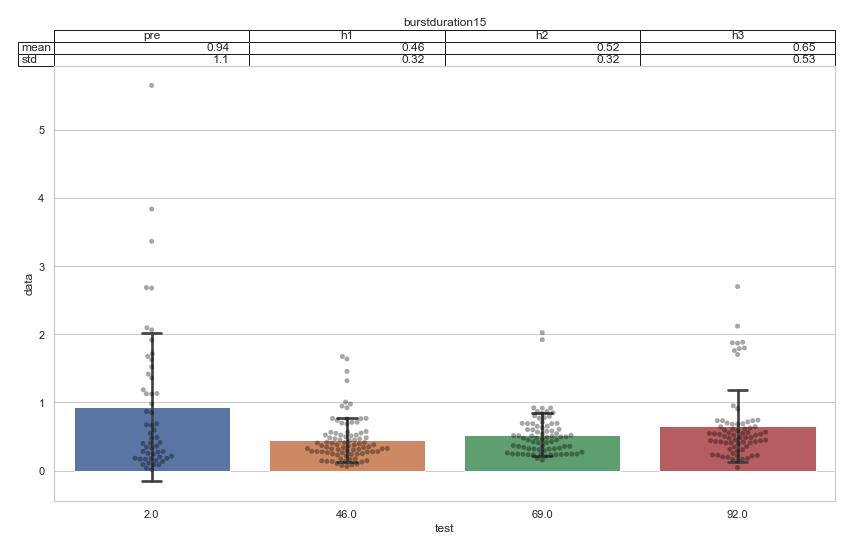 burstduration15
pre h1 h2 h3
mean 0.94 0.46 0.52 0.65
std 1.1 0.32 0.32 0.53
5
4
3
data
2
1
0
2.0 46.0 69.0 92.0
test